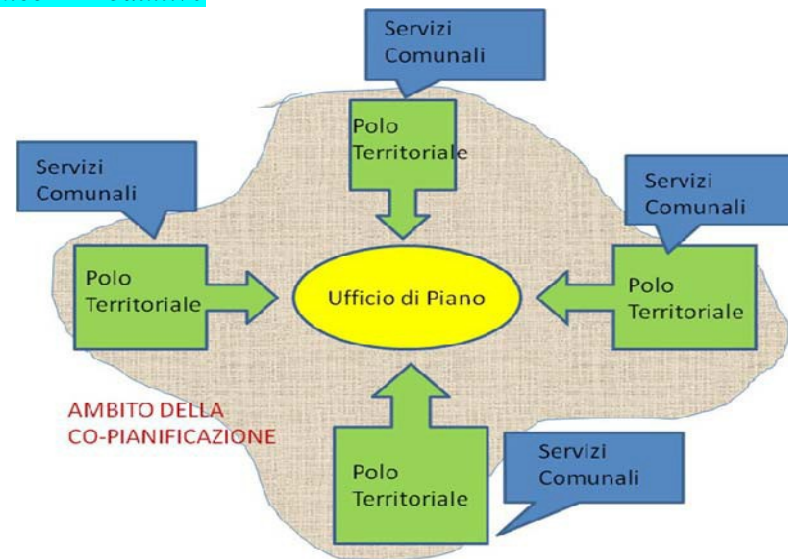 Servizi
Comunali
Polo
Territoriale
Servizi
Comunali
Servizi
Comunali
Polo
Territoriale
Ufficio di Piano
Polo
Territoriale
AMBITO DELLA
CO-PIANIFICAZIONE
Polo
Territoriale
Servizi
Comunali